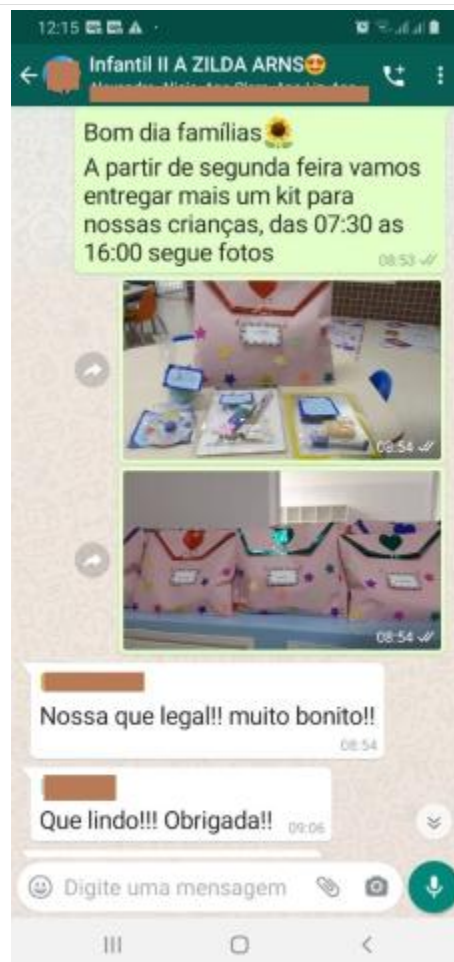 12:15
Infantil II A ZILDA ARNS🤩
Bom dia famílias🌻
A partir de segunda feira vamos
entregar mais um kit para
nossas crianças, das 07:30 as
16:00 segue fotos
08:53
08:54
08:54
Nossa que legal!! muito bonito!!
08:54
Que lindo!!! Obrigada!! 09:06
Digite uma mensagem